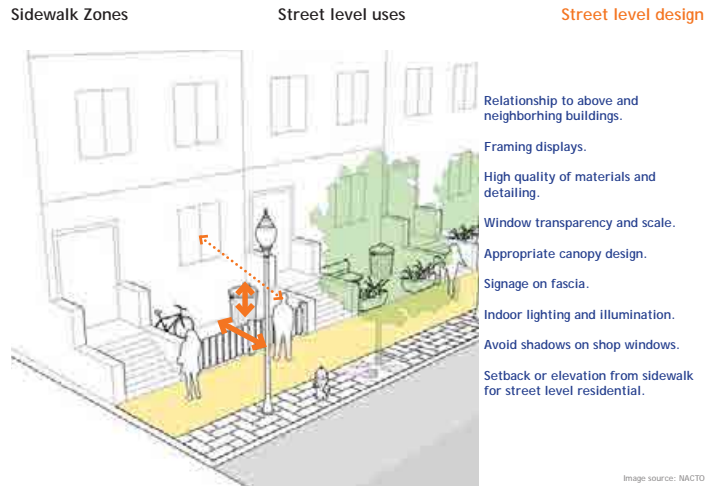 Sidewalk Zones
Street level uses
Street level design
Relationship to above and
neighborhing buildings.
Framing displays.
High quality of materials and
detailing.
Window transparency and scale.
Appropriate canopy design.
Signage on fascia.
Indoor lighting and illumination.
Avoid shadows on shop windows.
Setback or elevation from sidewalk
for street level residential.
Image source: NACTO